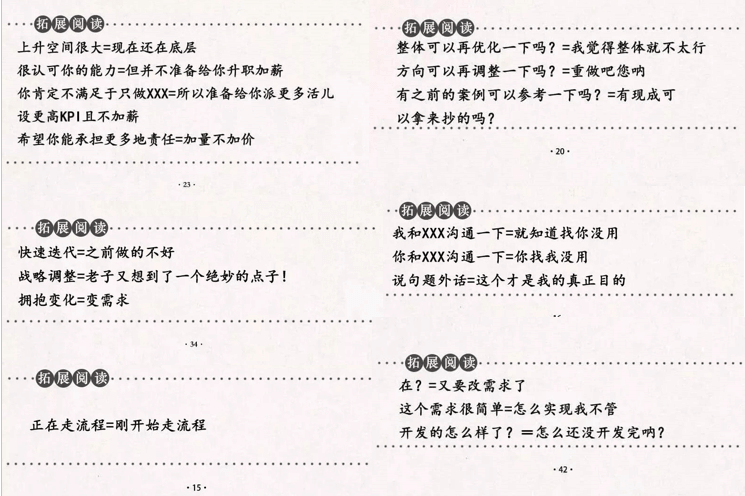 拓展阅读
上升空间很大=现在还在底层
很认可你的能力=但并不准备给你升职加薪
你肯定不满足于只做XXX=所以准备给你派更多活儿
设更高KPI且不加薪
希望你能承担更多地责任=加量不加价
·23·
拓展阅读
快速迭代=之前做的不好
战略调整=老子又想到了一个绝妙的点子!
拥抱变化=变需求
·34·
拓展阅读
正在走流程=刚开始走流程
·15·
拓展阅读
整体可以再优化一下吗?=我觉得整体就不太行
方向可以再调整一下吗?=重做吧您呐
有之前的案例可以参考一下吗?=有现成可
以拿来抄的吗?
·20·
拓展阅读
我和XXX沟通一下=就知道找你没用
你和XXX沟通一下=你找我没用
说句题外话=这个才是我的真正目的
拓展阅读
在?=又要改需求了
这个需求很简单=怎么实现我不管
开发的怎么样了?=怎么还没开发完呐?
·42·